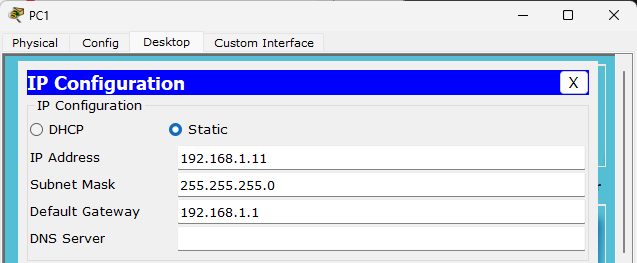 PC1
Physical Config Desktop Custom Interface
IP Configuration X
IP Configuration
DHCP Static
IP Address 192.168.1.11
Subnet Mask 255.255.255.0
Default Gateway 192.168.1.1
DNS Server